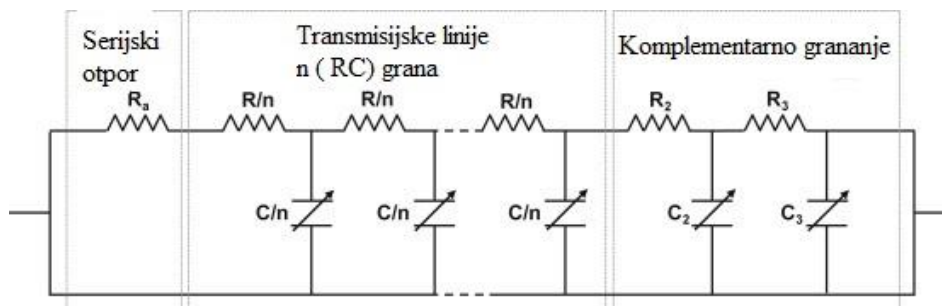 Serijski
otpor
Transmisijske linije
n ( RC) grana
Komplementarno grananje
Ra
R/n
R/n
R/n
R2
R3
C/n
C/n
C/n
C2
C3